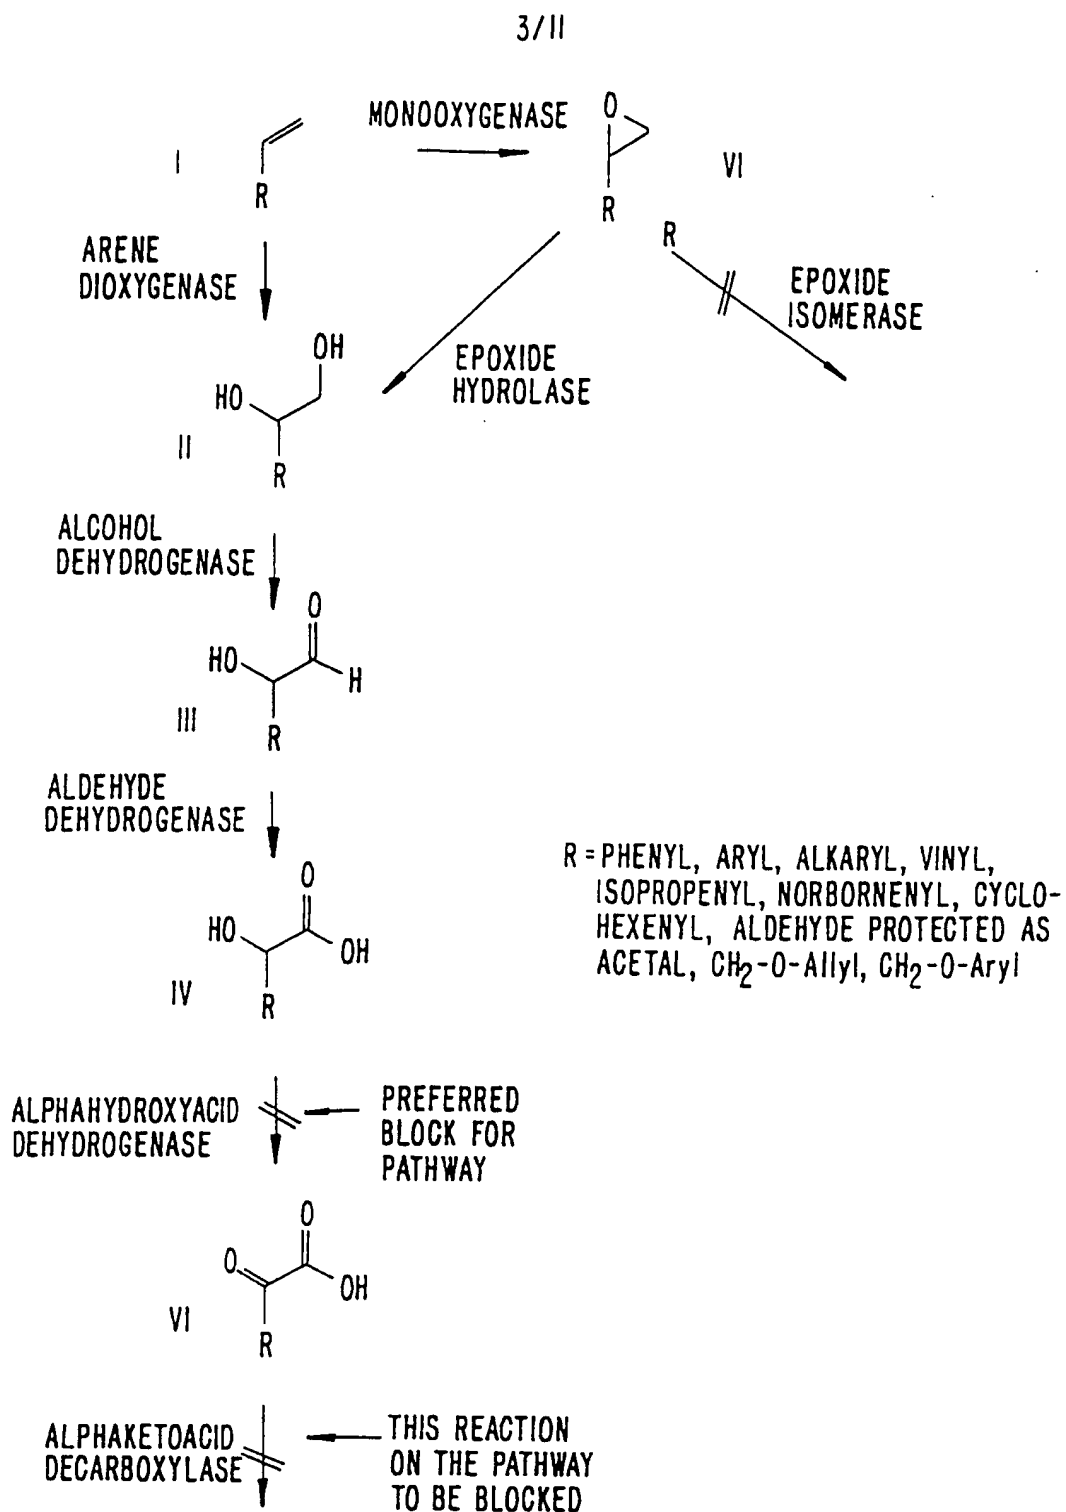 3/11
MONOOXYGENASE
O
I
VI
R
R
R
ARENE
DIOXYGENASE
EPOXIDE
ISOMERASE
OH
EPOXIDE
HYDROLASE
HO
II
R
ALCOHOL
DEHYDROGENASE
O
HO
H
III
R
ALDEHYDE
DEHYDROGENASE
R = PHENYL, ARYL, ALKARYL, VINYL,
ISOPROPENYL, NORBORNENYL, CYCLO-
HEXENYL, ALDEHYDE PROTECTED AS
ACETAL, CH2-O-Allyl, CH2-O-Aryl
O
HO
OH
IV
R
ALPHAHYDROXYACID
DEHYDROGENASE
PREFERRED
BLOCK FOR
PATHWAY
O
O
OH
VI
R
ALPHAKETOACID
DECARBOXYLASE
THIS REACTION
ON THE PATHWAY
TO BE BLOCKED